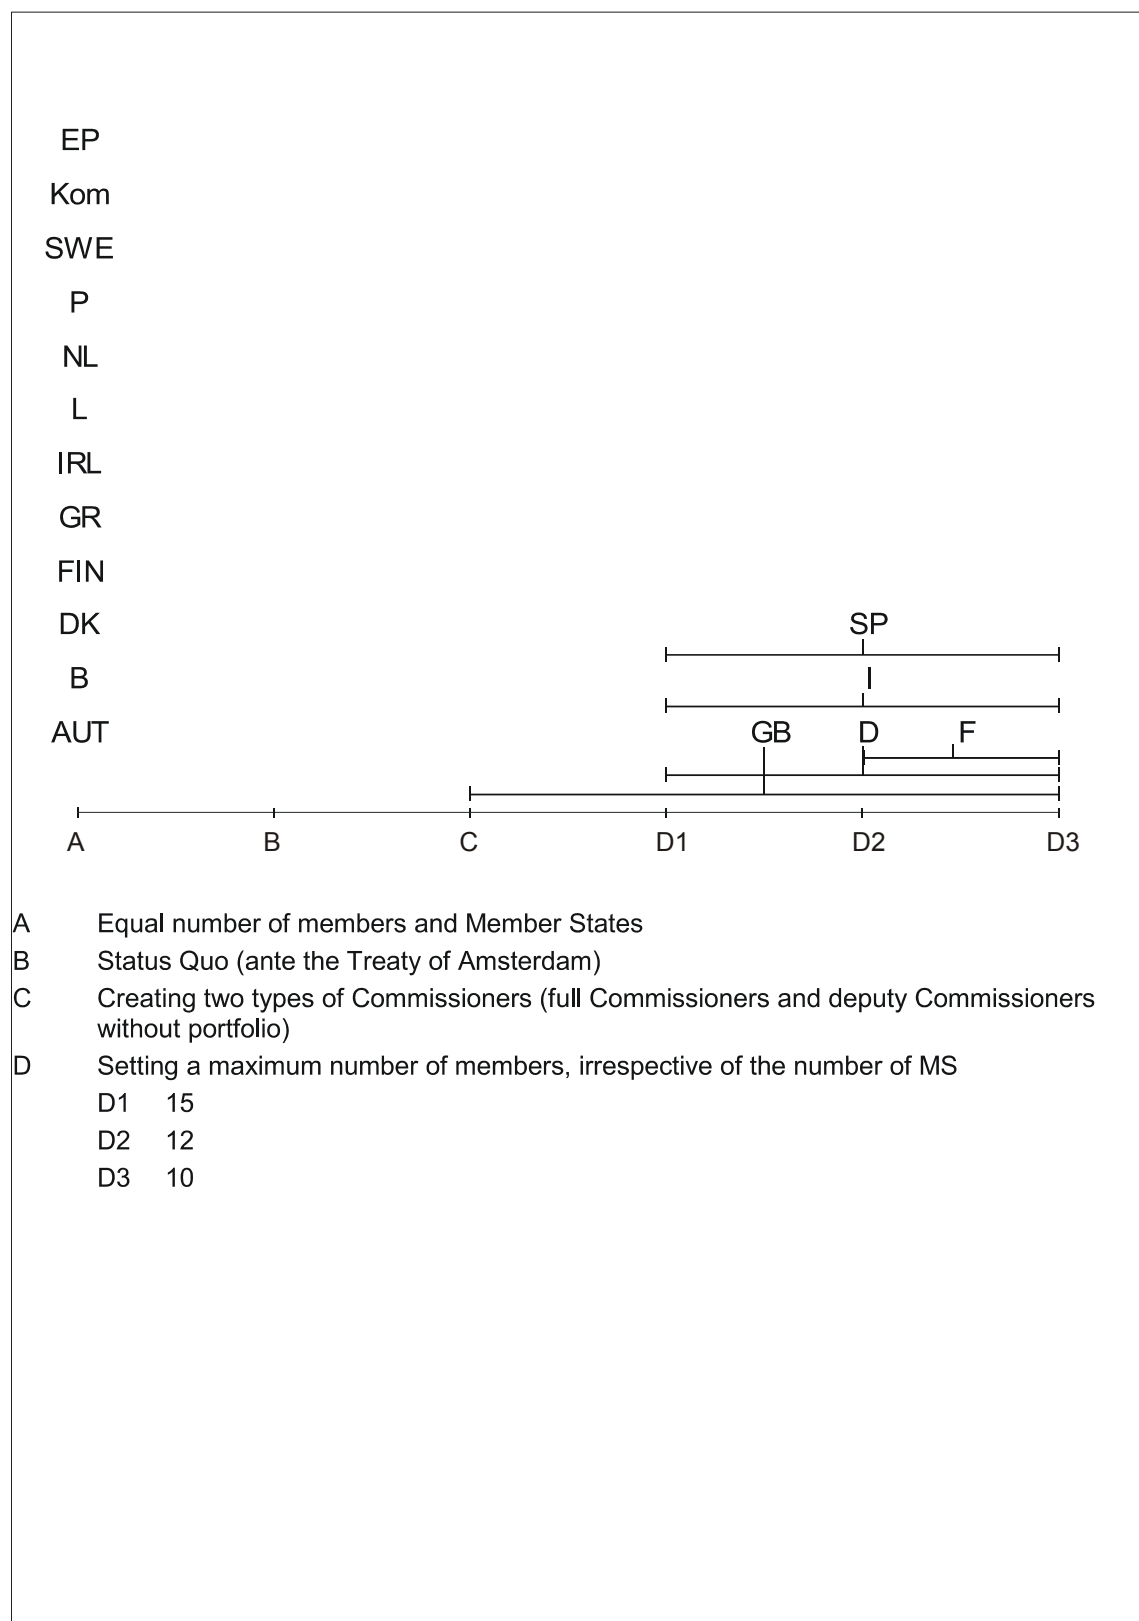 EP
Kom
SWE
P
NL
L
IRL
GR
FIN
DK SP
B I
AUT GB D F
A B C D1 D2 D3
A Equal number of members and Member States
B Status Quo (ante the Treaty of Amsterdam)
C Creating two types of Commissioners (full Commissioners and deputy Commissioners
without portfolio)
D Setting a maximum number of members, irrespective of the number of MS
D1 15
D2 12
D3 10